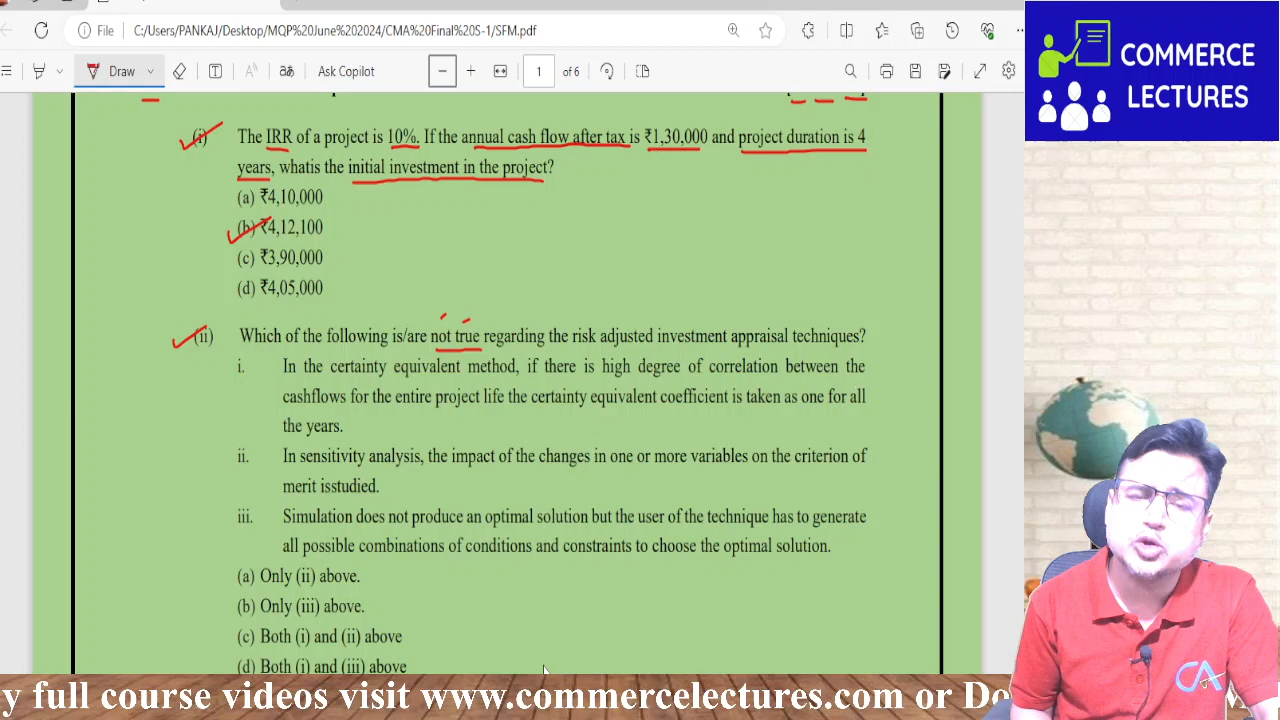 File C:/Users/PANKAJ/Desktop/MQP%20June%202024/CMA%20Final%20S-1/SFM.pdf
Draw T Ask Copilot 1 of 6
COMMERCE
LECTURES
(i) The IRR of a project is 10%. If the annual cash flow after tax is ₹1,30,000 and project duration is 4
years, whatis the initial investment in the project?
(a) ₹4,10,000
(b) ₹4,12,100
(c) ₹3,90,000
(d) ₹4,05,000
(ii) Which of the following is/are not true regarding the risk adjusted investment appraisal techniques?
i. In the certainty equivalent method, if there is high degree of correlation between the
cashflows for the entire project life the certainty equivalent coefficient is taken as one for all
the years.
ii. In sensitivity analysis, the impact of the changes in one or more variables on the criterion of
merit isstudied.
iii. Simulation does not produce an optimal solution but the user of the technique has to generate
all possible combinations of conditions and constraints to choose the optimal solution.
(a) Only (ii) above.
(b) Only (iii) above.
(c) Both (i) and (ii) above
(d) Both (i) and (iii) above
CA
y full course videos visit www.commercelectures.com or Do